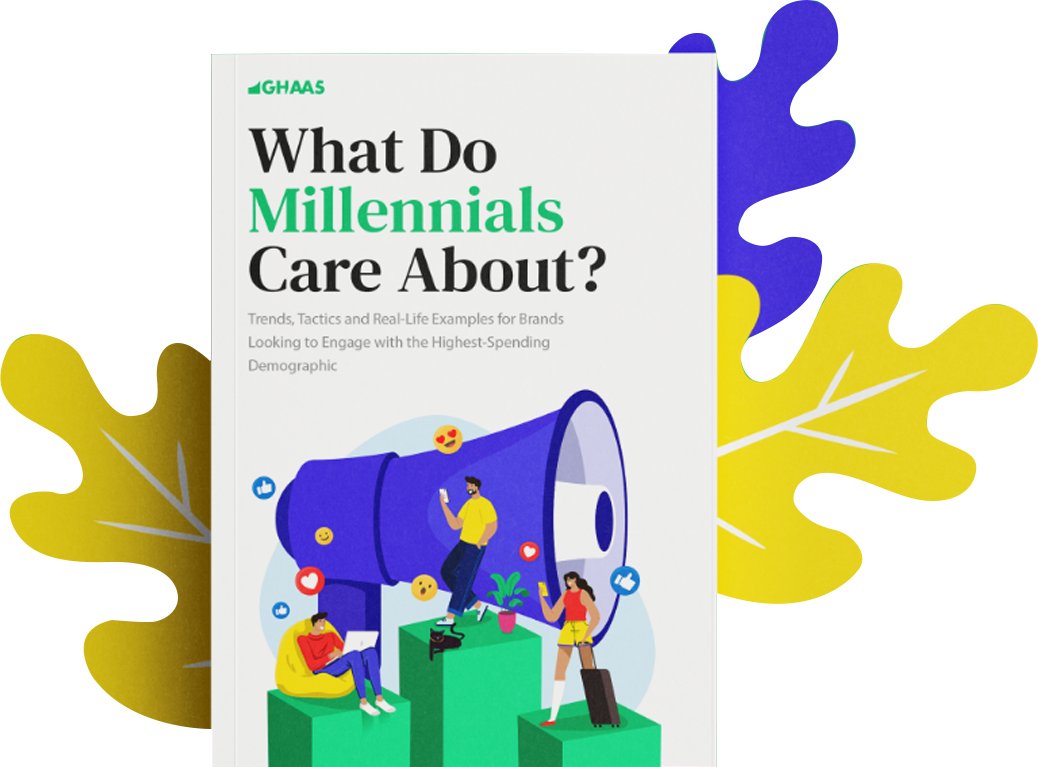 GHAAS
What Do
Millennials
Care About?
Trends, Tactics and Real-Life Examples for Brands
Looking to Engage with the Highest-Spending
Demographic